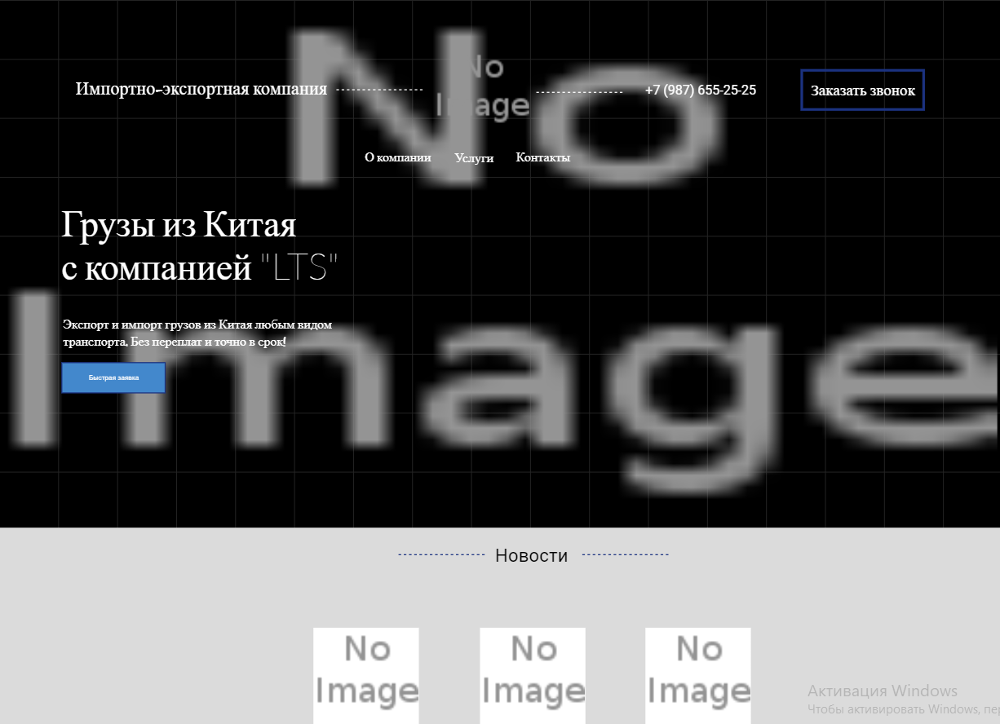 No
Image
No
Image
Импортно-экспортная компания
+7 (987) 655-25-25
Заказать звонок
О компании
Услуги
Контакты
Грузы из Китая
с компанией "LTS"
Экспорт и импорт грузов из Китая любым видом
транспорта. Без переплат и точно в срок!
Быстрая заявка
Новости
No
Image
No
Image
No
Image
Активация Windows
Чтобы активировать Windows,